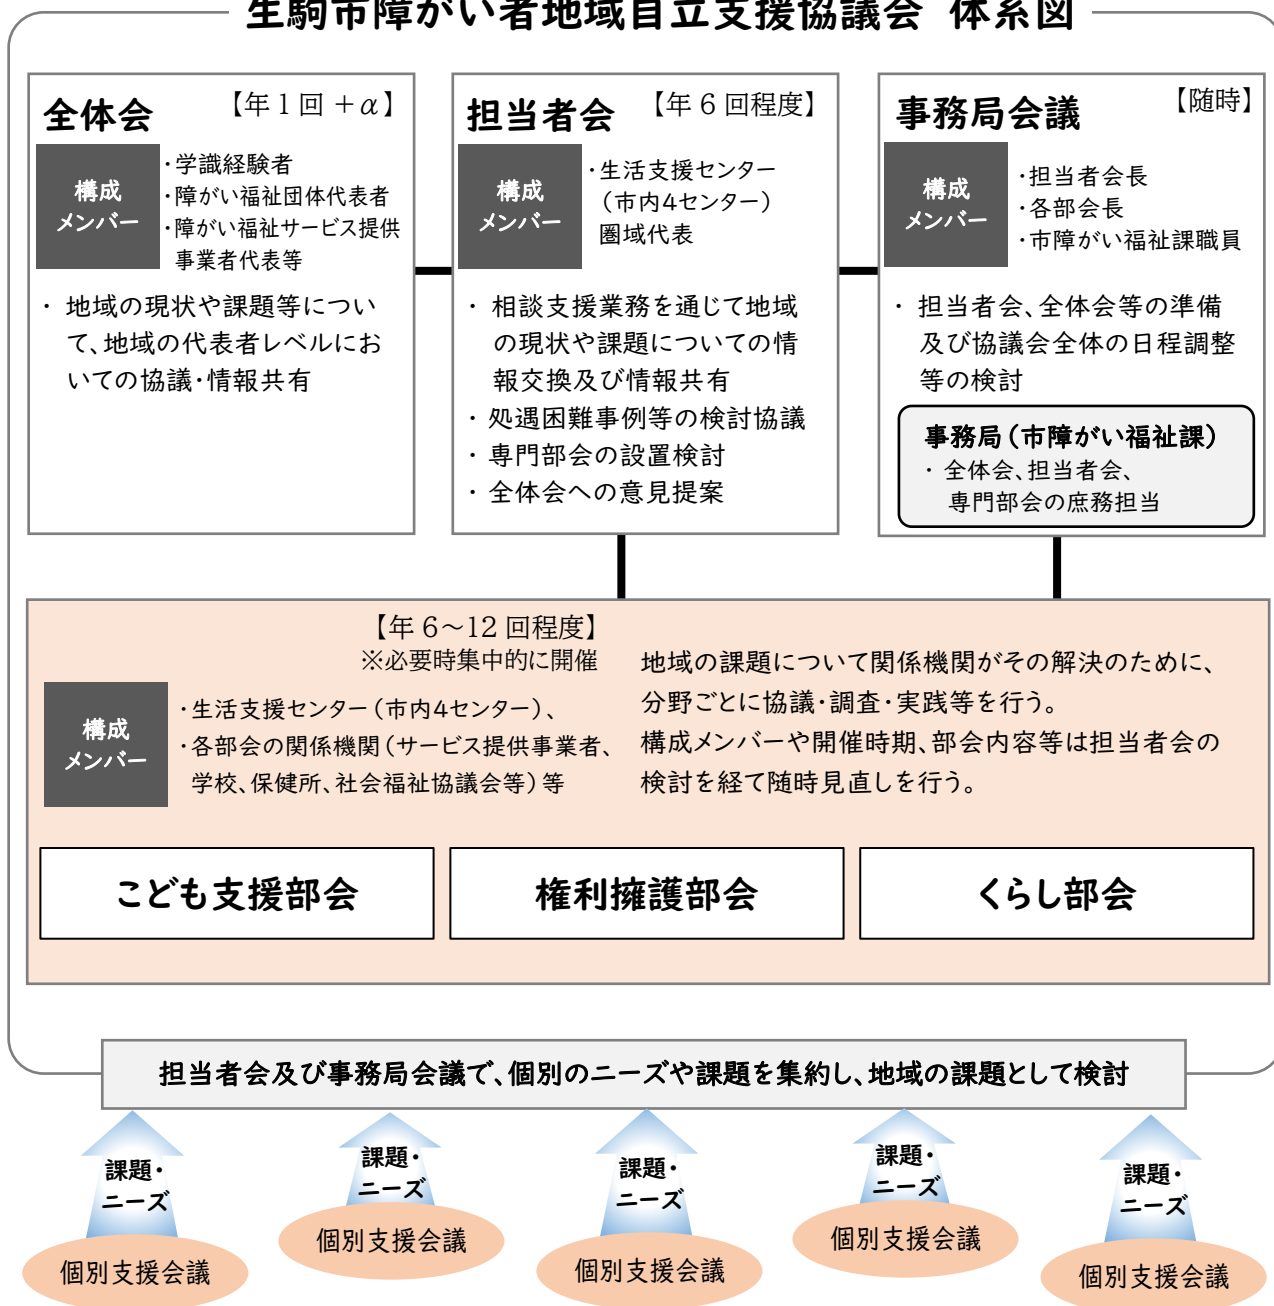 生駒市障がい者地域自立支援協議会 体系図
全体会
【年１回 ＋α】
構成
メンバー
・学識経験者
・障がい福祉団体代表者
・障がい福祉サービス提供
事業者代表等
・ 地域の現状や課題等につい
て、地域の代表者レベルにお
いての協議・情報共有
担当者会
【年 6 回程度】
構成
メンバー
・生活支援センター
（市内4センター）
圏域代表
・ 相談支援業務を通じて地域
の現状や課題についての情
報交換及び情報共有
・ 処遇困難事例等の検討協議
・ 専門部会の設置検討
・ 全体会への意見提案
事務局会議
【随時】
構成
メンバー
・担当者会長
・各部会長
・市障がい福祉課職員
・ 担当者会、全体会等の準備
及び協議会全体の日程調整
等の検討
事務局（市障がい福祉課）
・ 全体会、担当者会、
専門部会の庶務担当
【年 6～12 回程度】
※必要時集中的に開催
構成
メンバー
・生活支援センター（市内4センター）、
・各部会の関係機関（サービス提供事業者、
学校、保健所、社会福祉協議会等）等
地域の課題について関係機関がその解決のために、
分野ごとに協議・調査・実践等を行う。
構成メンバーや開催時期、部会内容等は担当者会の
検討を経て随時見直しを行う。
こども支援部会
権利擁護部会
くらし部会
担当者会及び事務局会議で、個別のニーズや課題を集約し、地域の課題として検討
課題・
ニーズ
個別支援会議
課題・
ニーズ
個別支援会議
課題・
ニーズ
個別支援会議
課題・
ニーズ
個別支援会議
課題・
ニーズ
個別支援会議